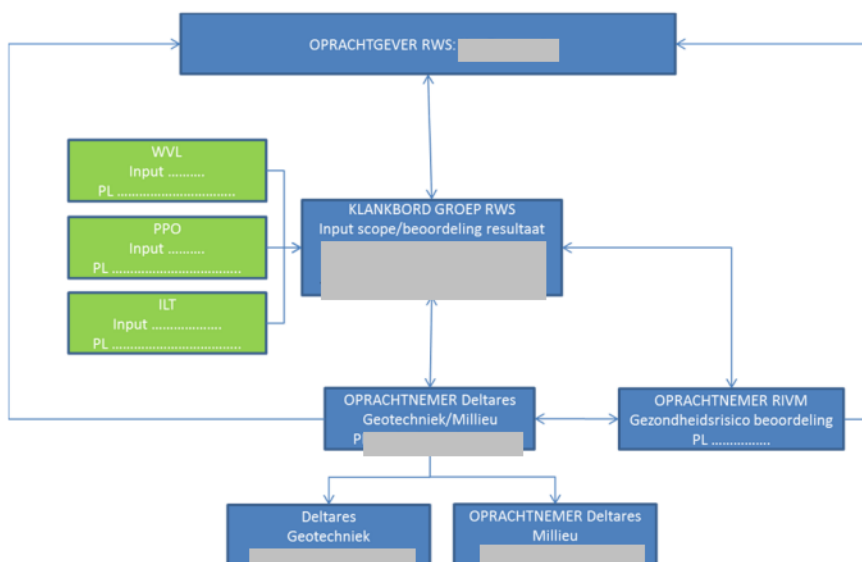 OPRACHTGEVER RWS:
WVL
Input ..........
PL .................................
PPO
Input ..........
PL ...................................
ILT
Input ...................
PL ...................................
KLANKBORD GROEP RWS
Input scope/beoordeling resultaat
OPRACHTNEMER Deltares
Geotechniek/Millieu
OPRACHTNEMER RIVM
Gezondheidsrisico beoordeling
PL ................
Deltares
Geotechniek
OPRACHTNEMER Deltares
Millieu